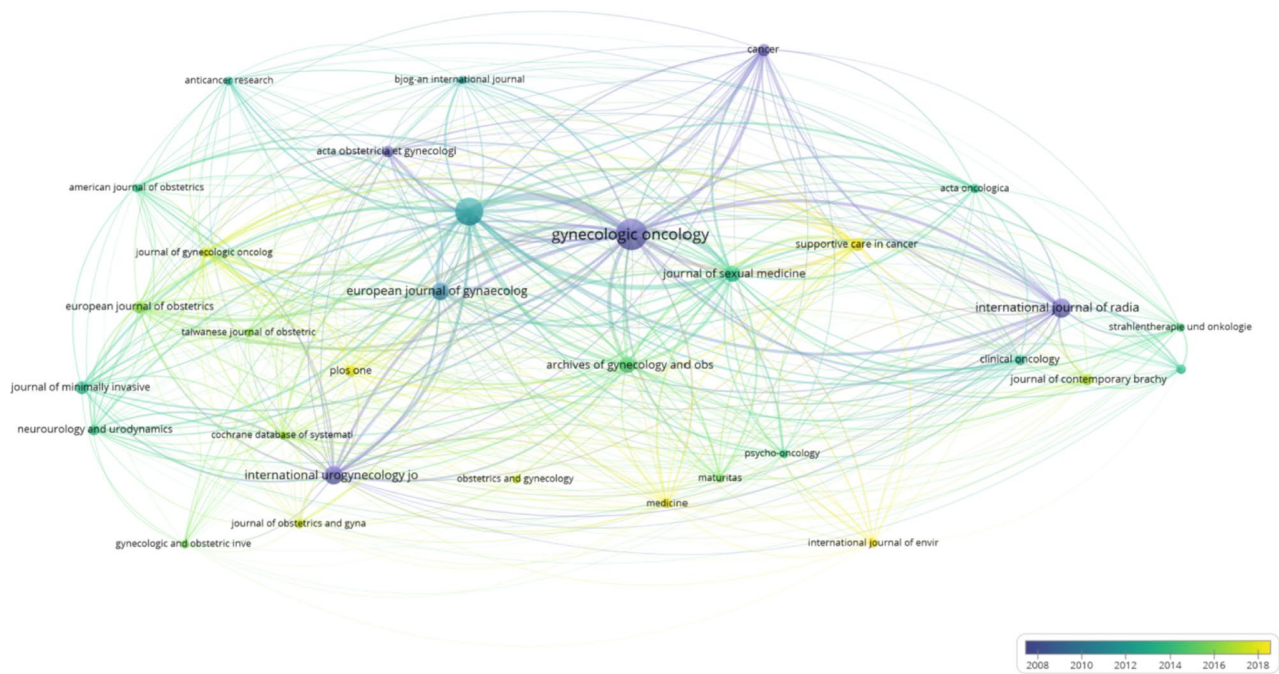 cancer
anticancer research
bjog-an international journal
acta obstetricia et gynecologi
american journal of obstetrics
acta oncologica
gynecologic oncology
supportive care in cancer
journal of gynecologic oncolog
journal of sexual medicine
european journal of gynaecolog
european journal of obstetrics
international journal of radia
strahlentherapie und onkologie
taiwanese journal of obstetric
clinical oncology
archives of gynecology and obs
plos one
journal of contemporary brachy
journal of minimally invasive
neurourology and urodynamics
cochrane database of systemati
psycho-oncology
international urogynecology jo
obstetrics and gynecology
maturitas
medicine
journal of obstetrics and gyna
gynecologic and obstetric inve
international journal of envir
2008 2010 2012 2014 2016 2018